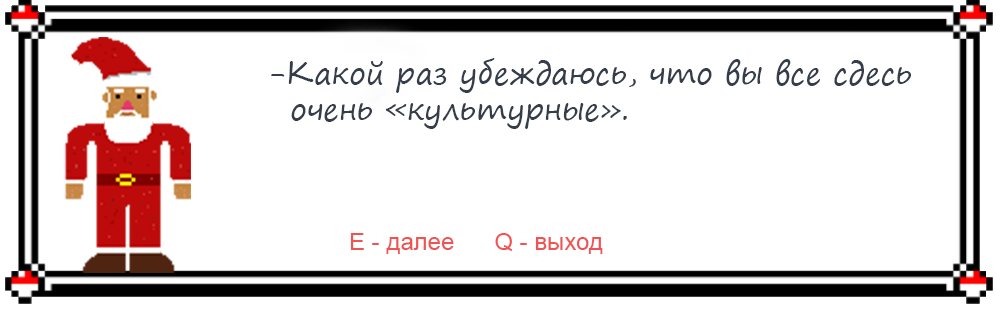 -Какой раз убеждаюсь, что вы все сдесь
очень «культурные».
E - далее Q - выход